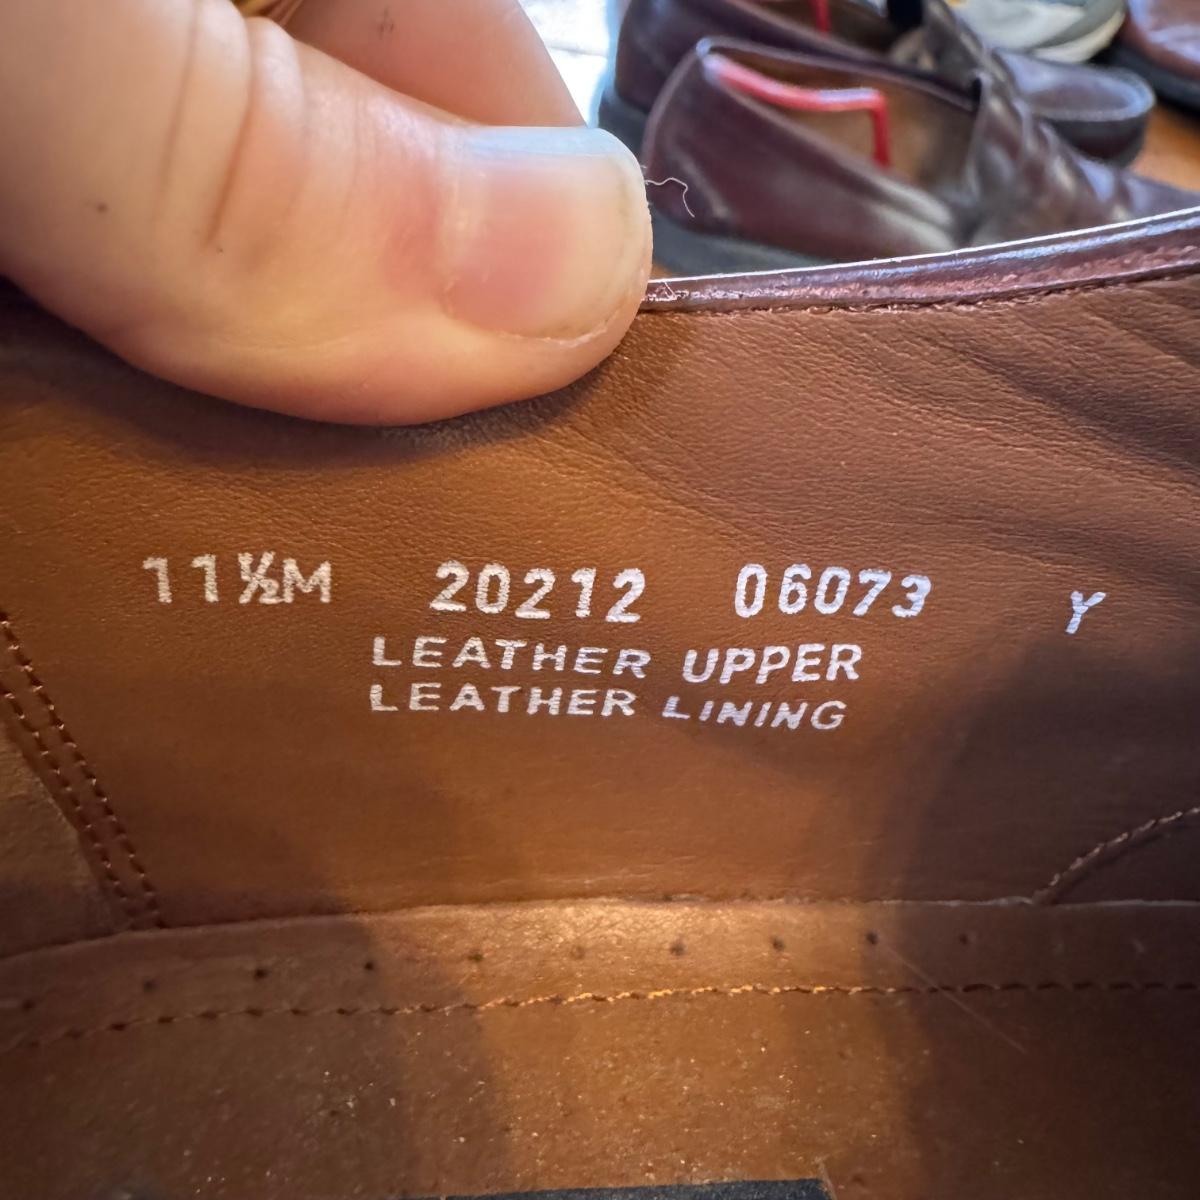 11½M 20212 06073 Y
LEATHER UPPER
LEATHER LINING